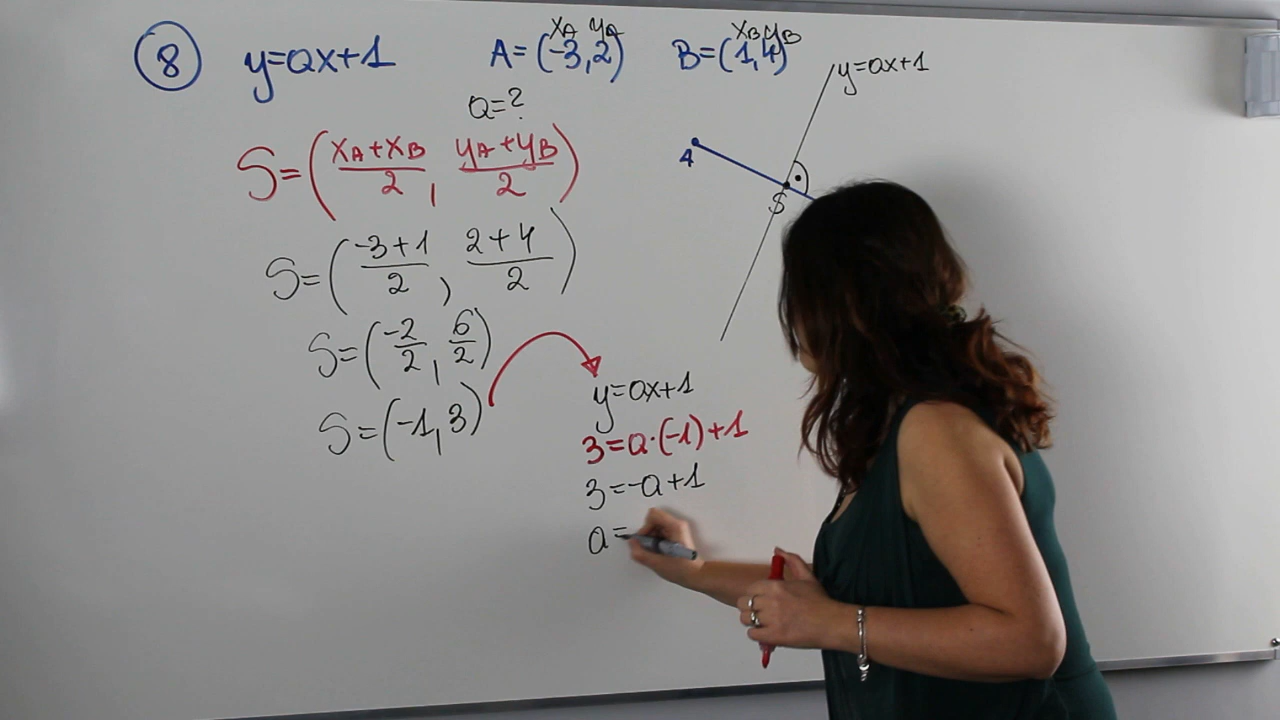 8 y=ax+1 A=(-3,2) B=(1,4)
xA yA xB yB
a=?
y=ax+1
S=(xA+xB/2, yA+yB/2)
A
S
S=(-3+1/2, 2+4/2)
S=(-2/2, 6/2)
S=(-1,3)
y=ax+1
3=a·(-1)+1
3=-a+1
a=